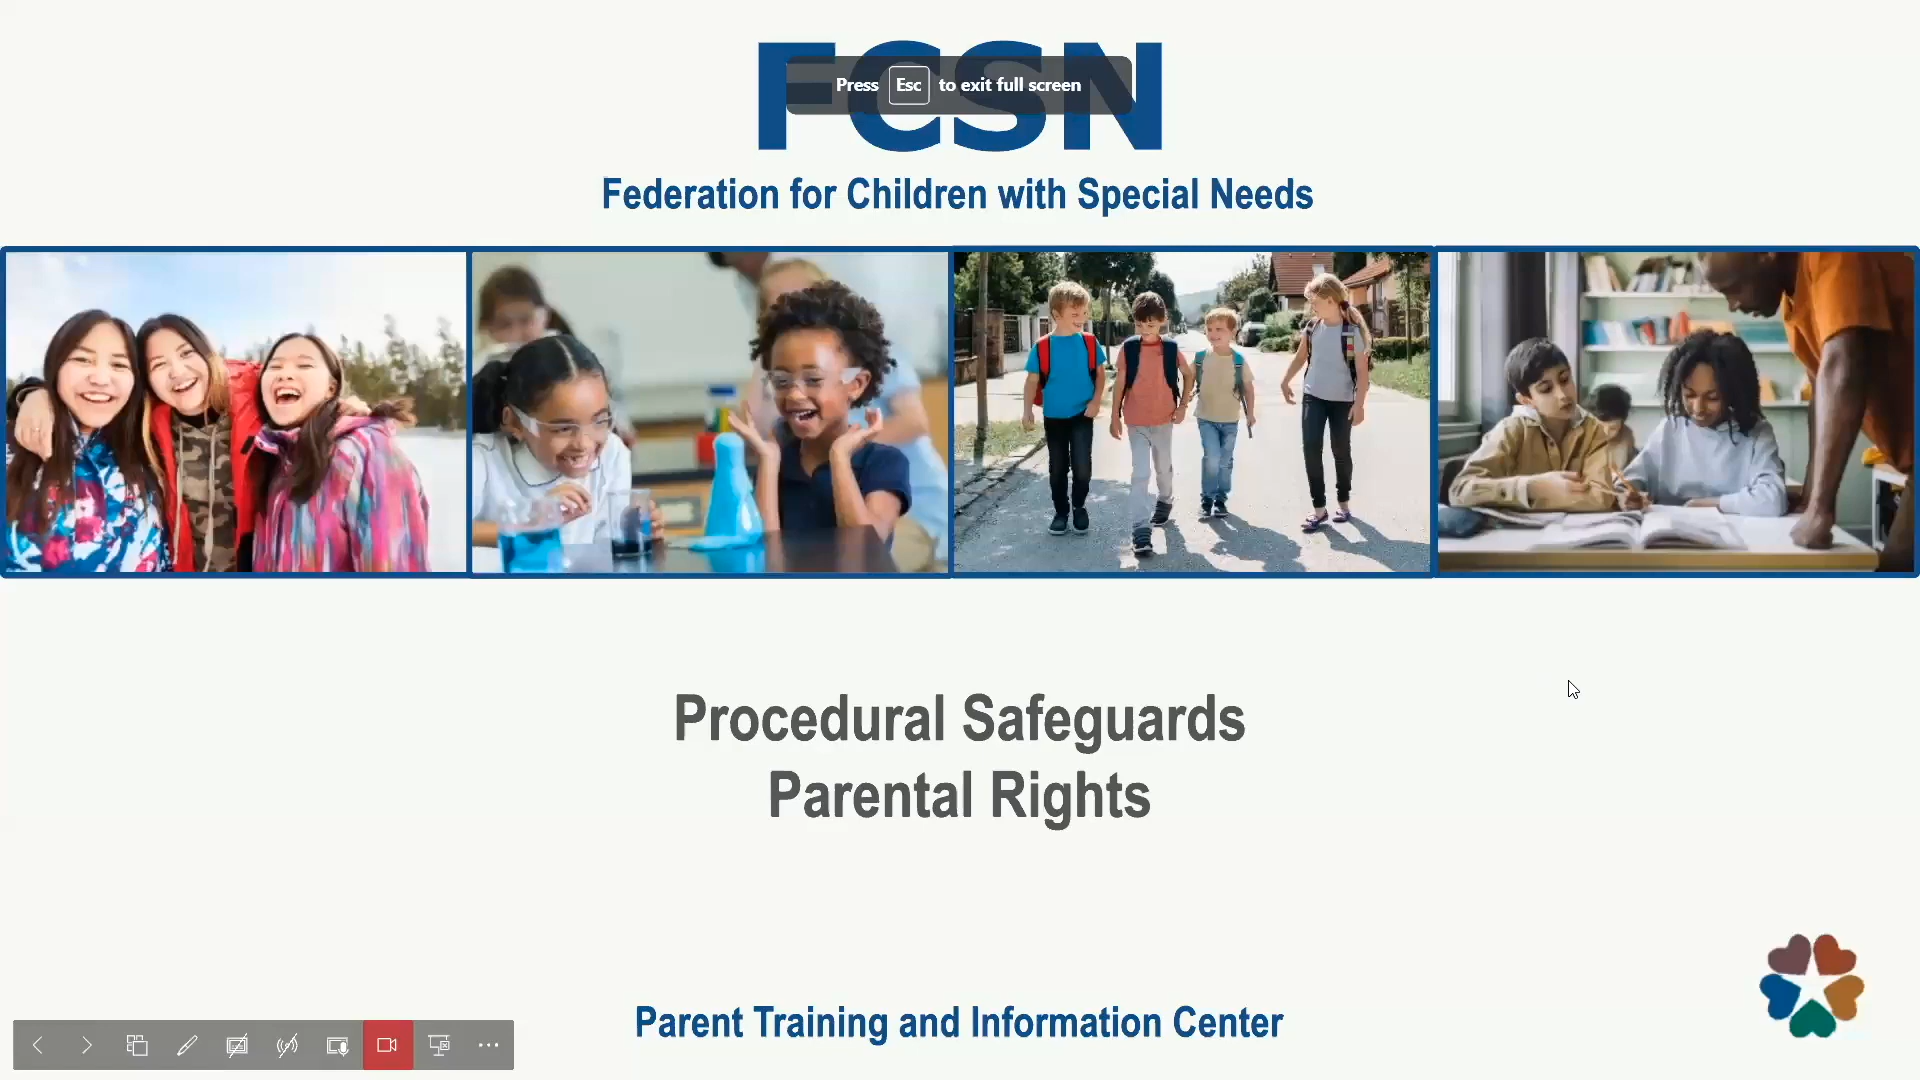 FCSN
Press Esc to exit full screen
Federation for Children with Special Needs
Procedural Safeguards
Parental Rights
Parent Training and Information Center